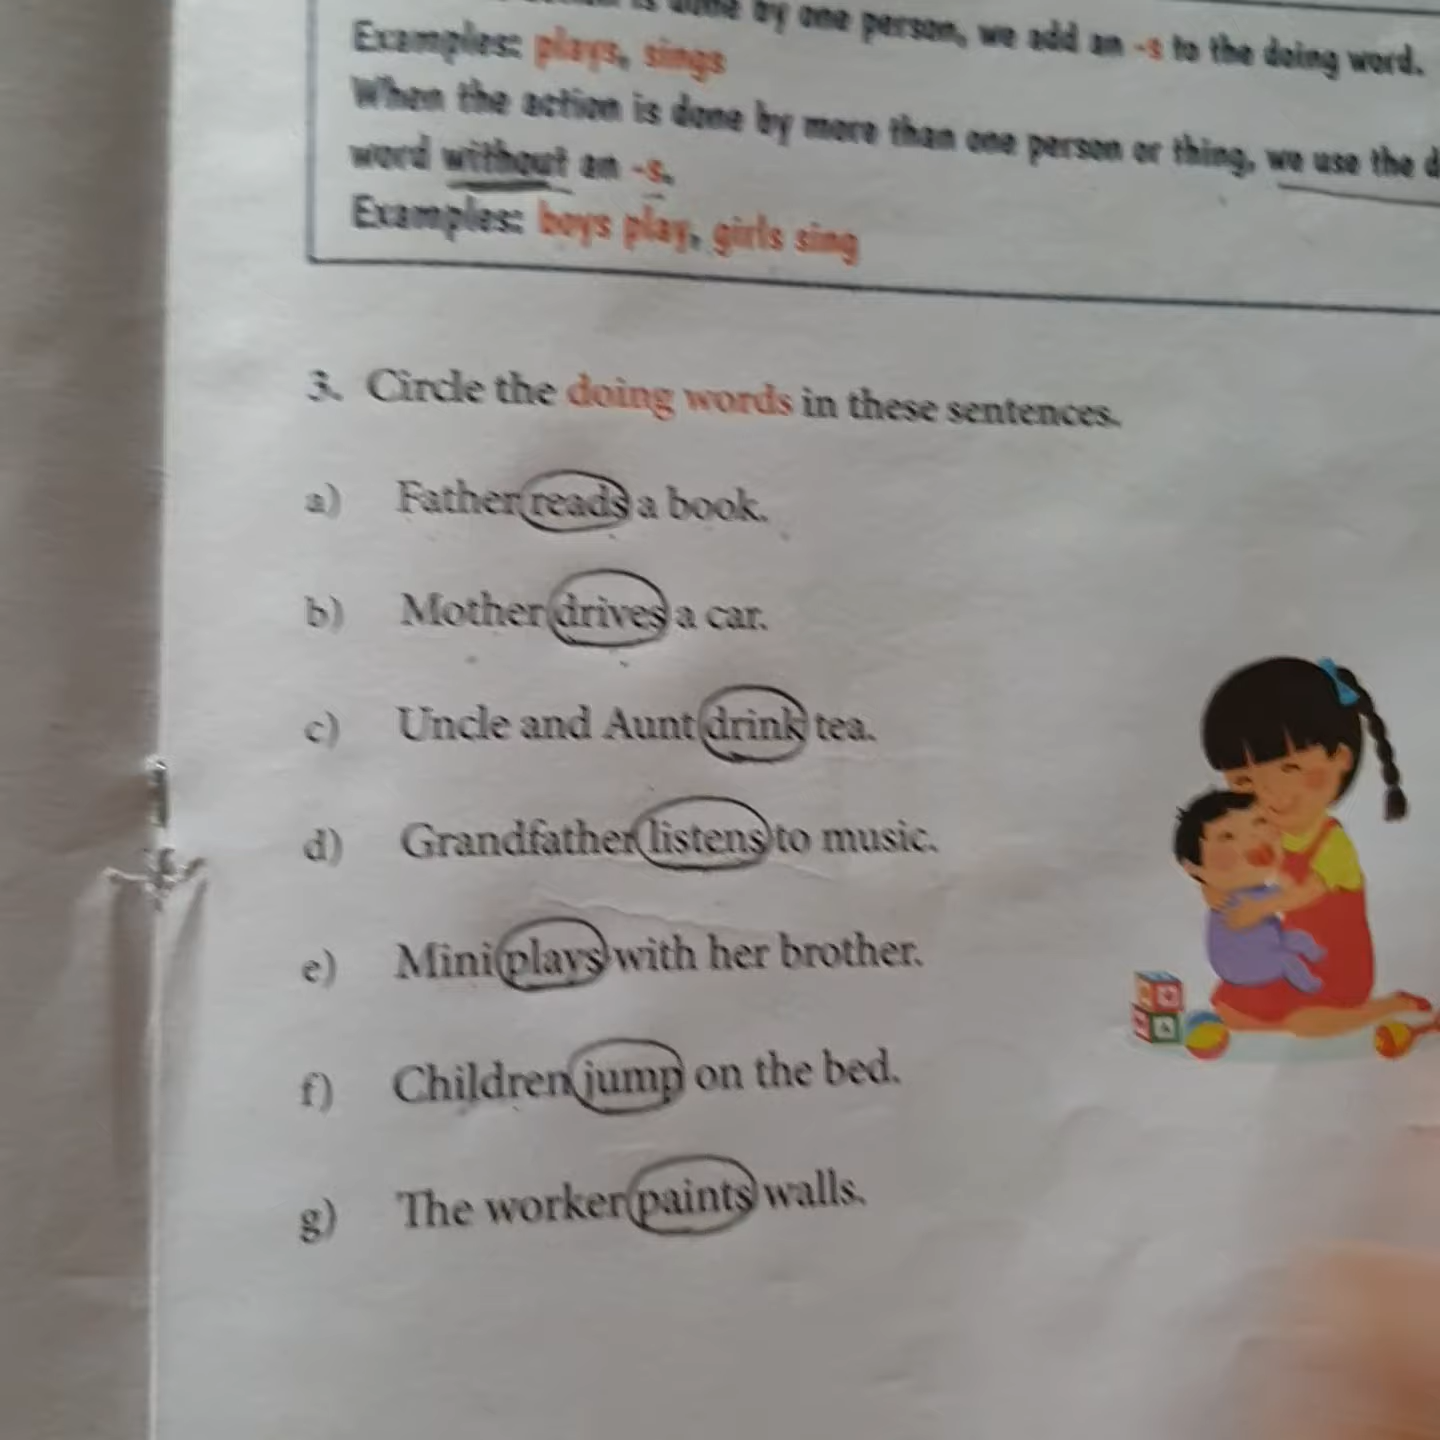 is done by one person, we add an -s to the doing word.
Examples: plays, sings
When the action is done by more than one person or thing, we use the
word without an -s.
Examples: boys play, girls sing
3. Circle the doing words in these sentences.
a) Father reads a book.
b) Mother drives a car.
c) Uncle and Aunt drink tea.
d) Grandfather listens to music.
e) Mini plays with her brother.
f) Children jump on the bed.
g) The worker paints walls.